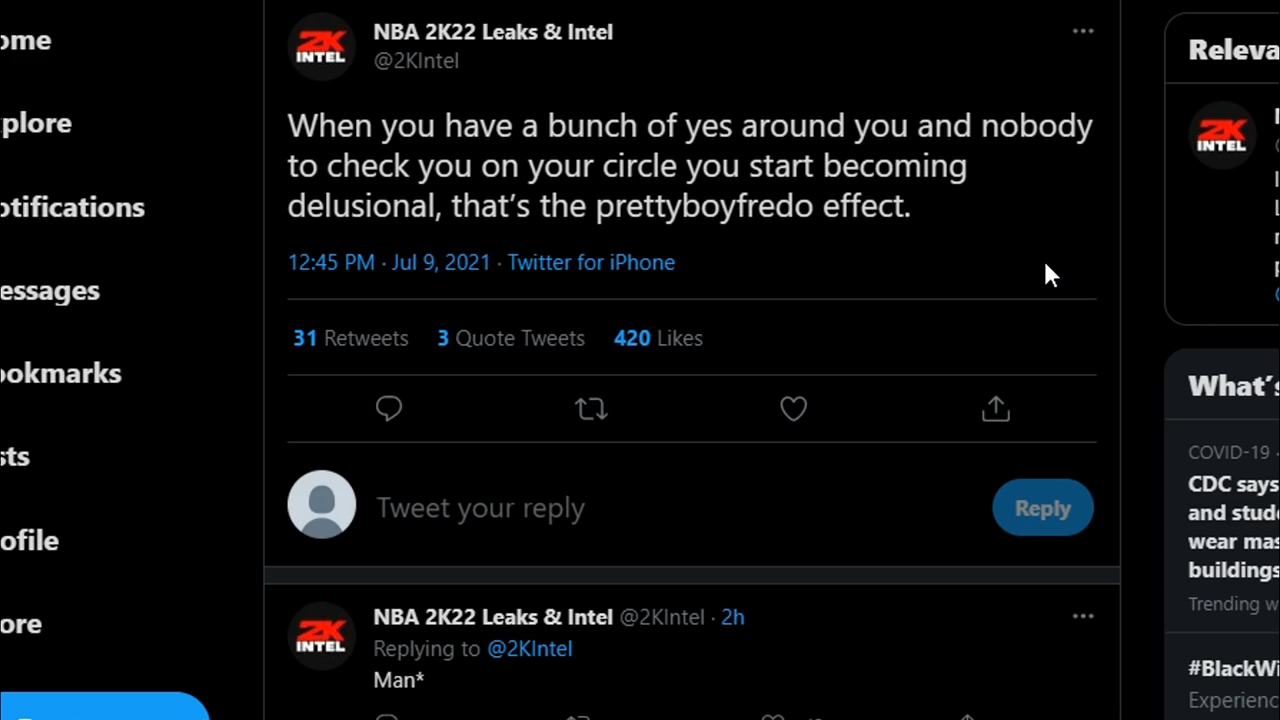 NBA 2K22 Leaks & Intel
@2KIntel
2K
INTEL
When you have a bunch of yes around you and nobody
to check you on your circle you start becoming
delusional, that’s the prettyboyfredo effect.
12:45 PM · Jul 9, 2021 · Twitter for iPhone
31 Retweets 3 Quote Tweets 420 Likes
Tweet your reply
Reply
NBA 2K22 Leaks & Intel @2KIntel · 2h
2K
INTEL
Replying to @2KIntel
Man*
ome
plore
otifications
essages
ookmarks
sts
ofile
ore
Releva
2K
INTEL
What’s
COVID-19 ·
CDC says
and stude
wear mas
buildings
Trending w
#BlackWi
Experienc